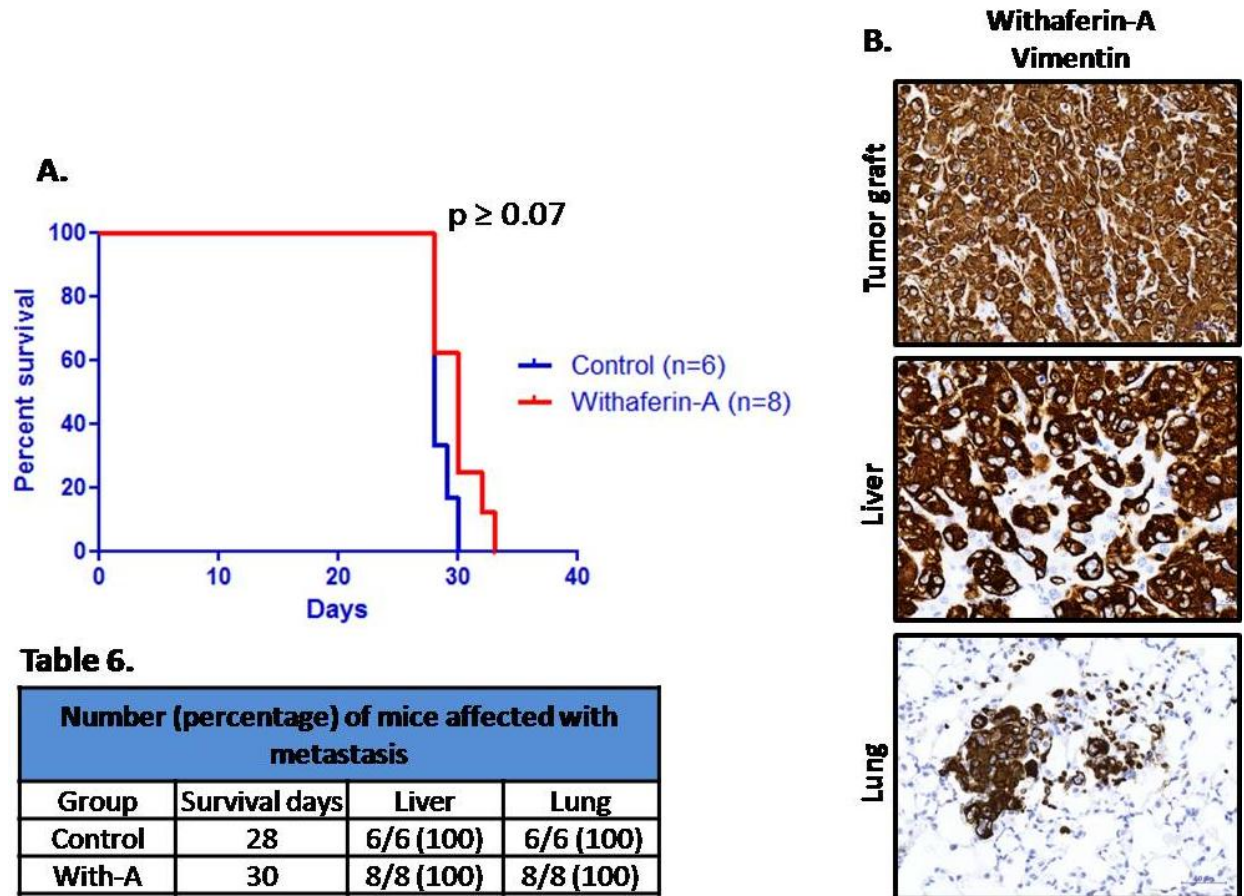 A.
p ≥ 0.07
Percent survival
100
80
60
40
20
0
0 10 20 30 40
Days
Control (n=6)
Withaferin-A (n=8)
Table 6.
Number (percentage) of mice affected with
metastasis
Group Survival days Liver Lung
Control 28 6/6 (100) 6/6 (100)
With-A 30 8/8 (100) 8/8 (100)
B.
Withaferin-A
Vimentin
Tumor graft
Liver
Lung